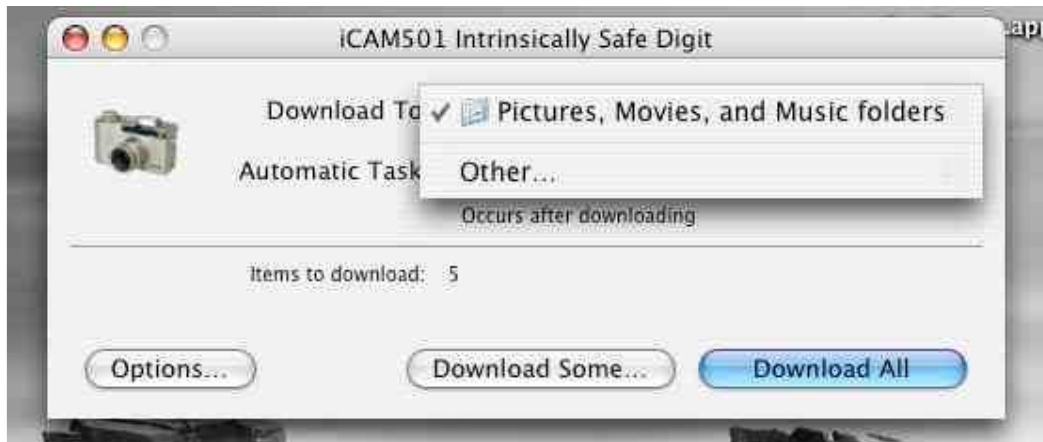 iCAM501 Intrinsically Safe Digit
Download To
✓ Pictures, Movies, and Music folders
Automatic Task
Other...
Occurs after downloading
Items to download: 5
Options...
Download Some...
Download All